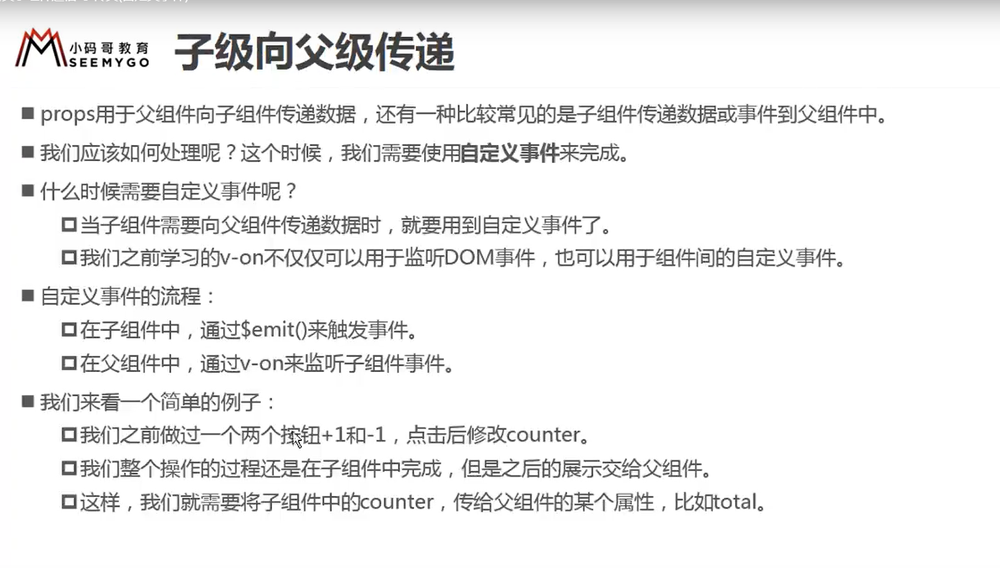 小码哥教育
SEEMYGO
子级向父级传递
props用于父组件向子组件传递数据，还有一种比较常见的是子组件传递数据或事件到父组件中。
我们应该如何处理呢？这个时候，我们需要使用自定义事件来完成。
什么时候需要自定义事件呢？
当子组件需要向父组件传递数据时，就要用到自定义事件了。
我们之前学习的v-on不仅仅可以用于监听DOM事件，也可以用于组件间的自定义事件。
自定义事件的流程：
在子组件中，通过$emit()来触发事件。
在父组件中，通过v-on来监听子组件事件。
我们来看一个简单的例子：
我们之前做过一个两个按钮+1和-1，点击后修改counter。
我们整个操作的过程还是在子组件中完成，但是之后的展示交给父组件。
这样，我们就需要将子组件中的counter，传给父组件的某个属性，比如total。